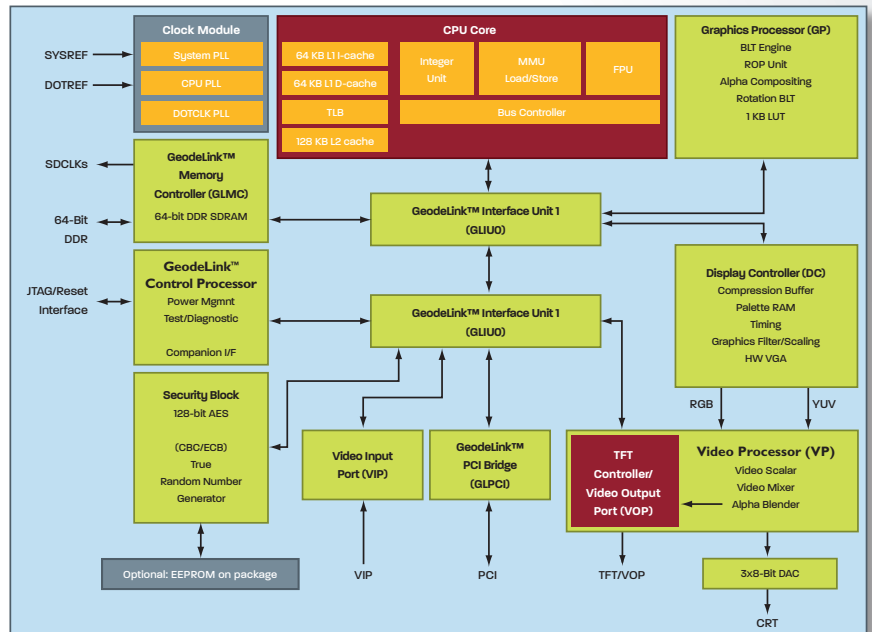 SYSREF
DOTREF
Clock Module
System PLL
CPU PLL
DOTCLK PLL
CPU Core
64 KB L1 I-cache
64 KB L1 D-cache
TLB
128 KB L2 cache
Integer
Unit
MMU
Load/Store
FPU
Bus Controller
Graphics Processor (GP)
BLT Engine
ROP Unit
Alpha Compositing
Rotation BLT
1 KB LUT
SDCLKs
64-Bit
DDR
GeodeLink™
Memory
Controller (GLMC)
64-bit DDR SDRAM
GeodeLink™ Interface Unit 1
(GLIU0)
JTAG/Reset
Interface
GeodeLink™
Control Processor
Power Mgmnt
Test/Diagnostic
Companion I/F
GeodeLink™ Interface Unit 1
(GLIU0)
Display Controller (DC)
Compression Buffer
Palette RAM
Timing
Graphics Filter/Scaling
HW VGA
RGB
YUV
Security Block
128-bit AES
(CBC/ECB)
True
Random Number
Generator
Video Input
Port (VIP)
GeodeLink™
PCI Bridge
(GLPCI)
TFT
Controller/
Video Output
Port (VOP)
Video Processor (VP)
Video Scalar
Video Mixer
Alpha Blender
Optional: EEPROM on package
VIP
PCI
TFT/VOP
3x8-Bit DAC
CRT